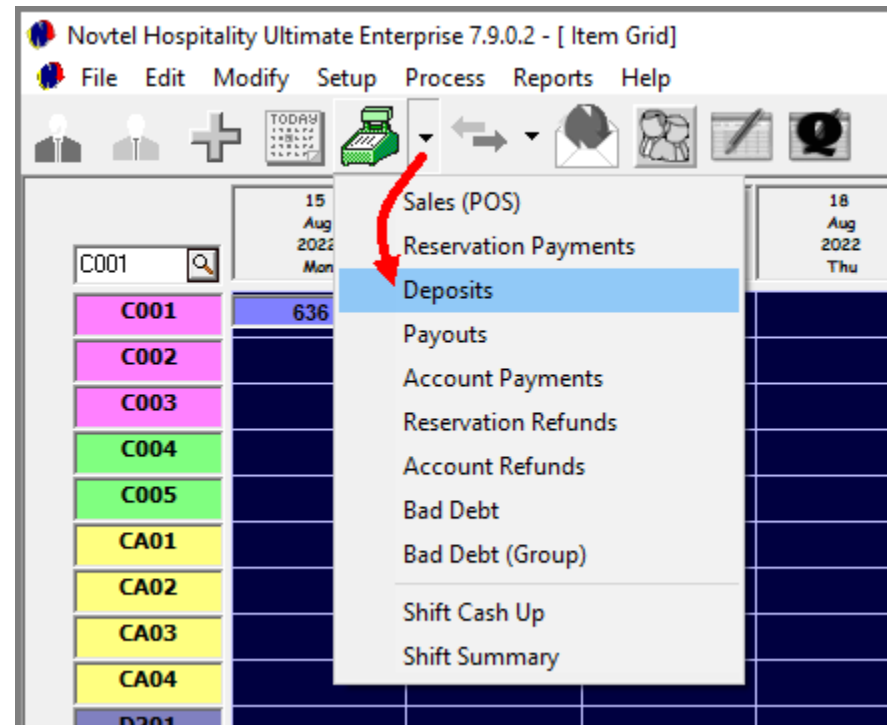 Novtel Hospitality Ultimate Enterprise 7.9.0.2 - [ Item Grid]
File Edit Modify Setup Process Reports Help
TODAY
15
Aug
2022
Mon
18
Aug
2022
Thu
C001
C001
636
C002
C003
C004
C005
CA01
CA02
CA03
CA04
D201
Sales (POS)
Reservation Payments
Deposits
Payouts
Account Payments
Reservation Refunds
Account Refunds
Bad Debt
Bad Debt (Group)
Shift Cash Up
Shift Summary